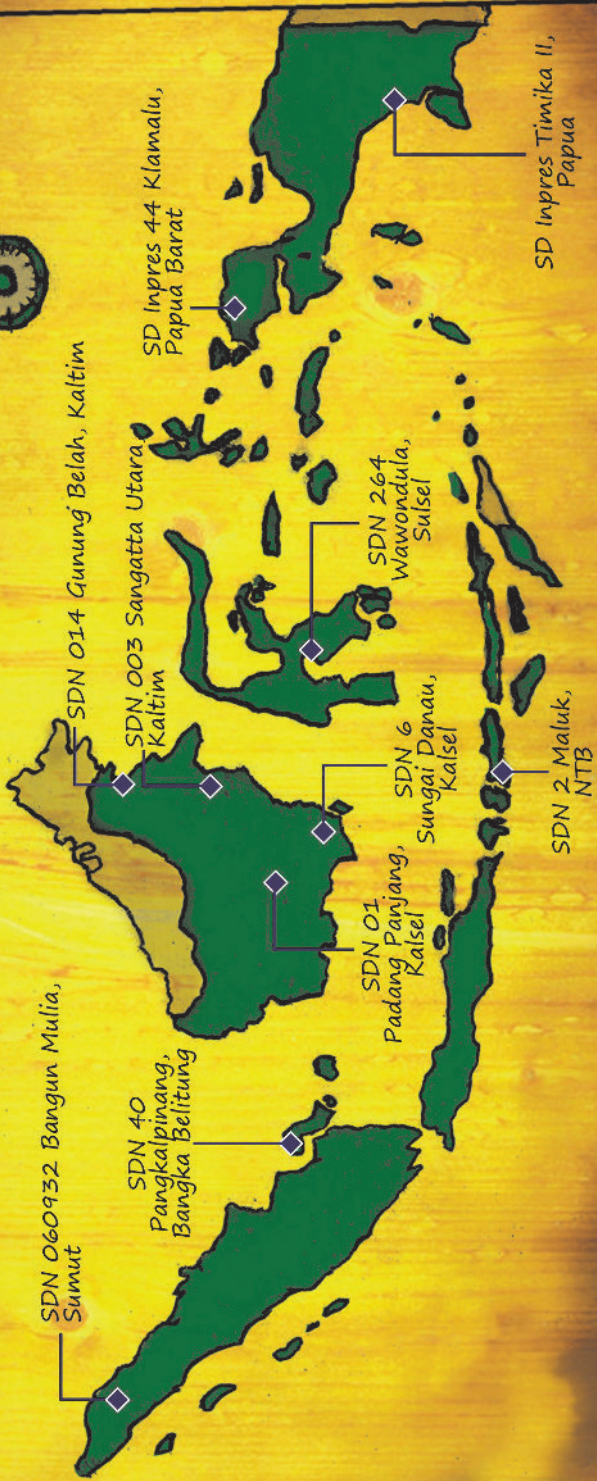 SDN 060932 Bangun Mulia,
Sumut
SDN 40
Pangkalpinang,
Bangka Belitung
SDN 014 Gunung Belah, Kaltim
SDN 003 Sangatta Utara,
Kaltim
SDN 01
Padang Panjang,
Kalsel
SDN 6
Sungai Danau,
Kalsel
SDN 264
Wawondula,
Sulsel
SDN 2 Maluk,
NTB
SD Inpres 44 Klamalu,
Papua Barat
SD Inpres Timika II,
Papua